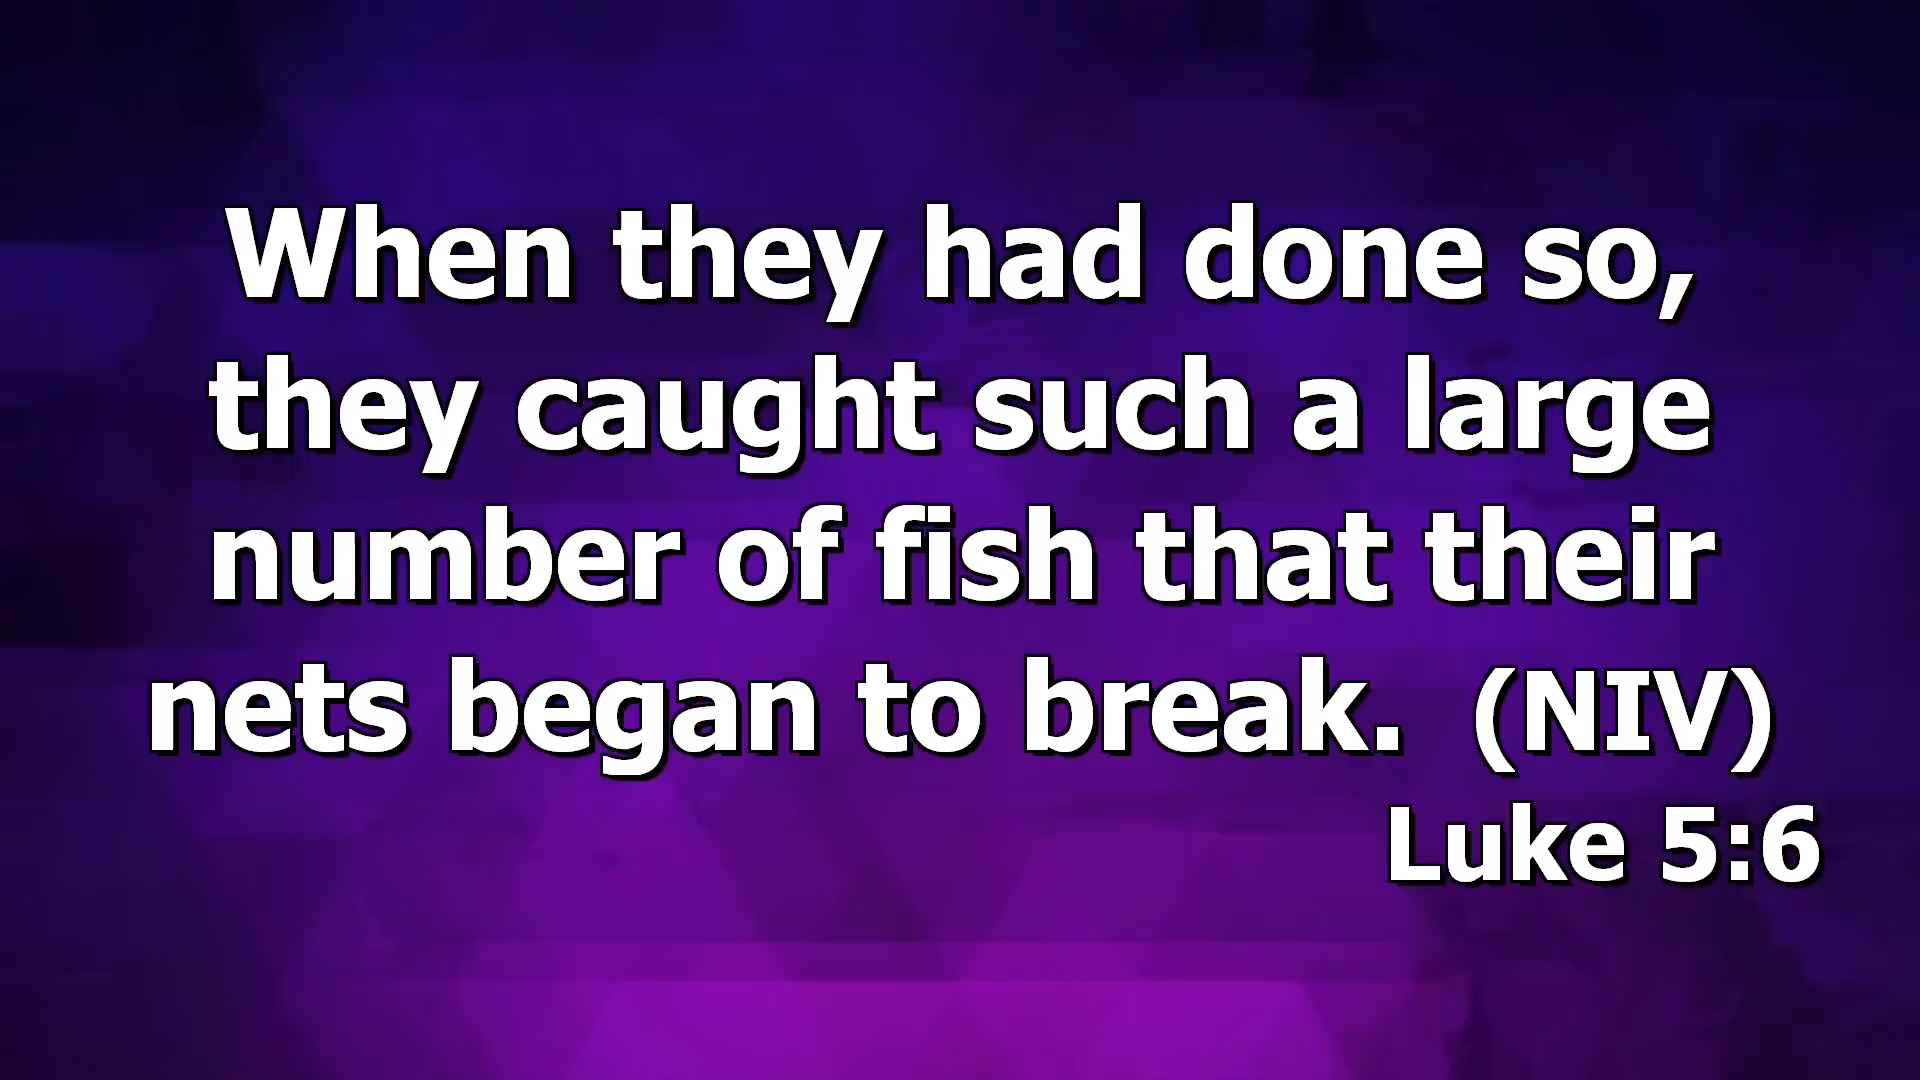 When they had done so,
they caught such a large
number of fish that their
nets began to break.  (NIV)
Luke 5:6